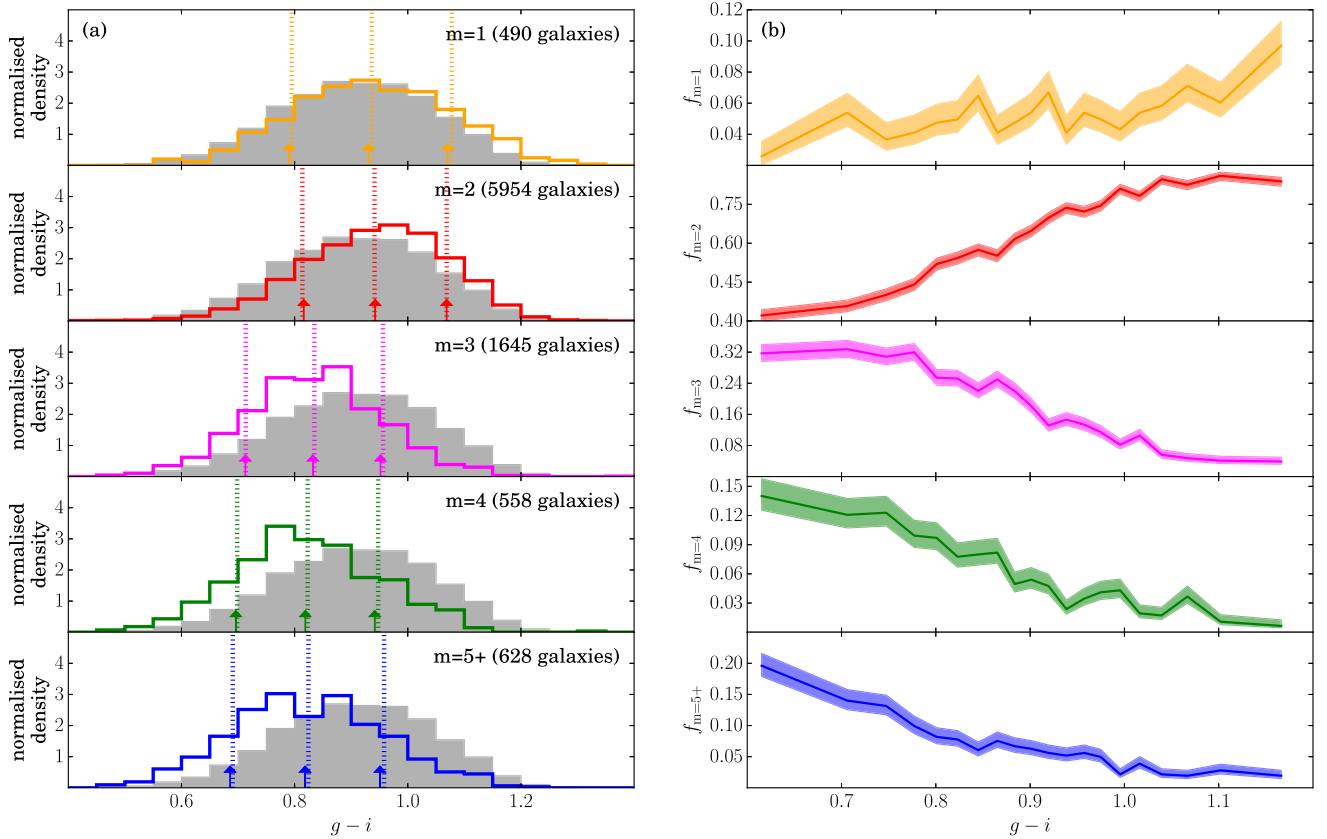 (a)
m=1 (490 galaxies)
normalised
density
4
3
2
1
m=2 (5954 galaxies)
normalised
density
4
3
2
1
m=3 (1645 galaxies)
normalised
density
4
3
2
1
m=4 (558 galaxies)
normalised
density
4
3
2
1
m=5+ (628 galaxies)
normalised
density
4
3
2
1
0.6 0.8 1.0 1.2
g − i
(b)
f_{m=1}
0.12
0.10
0.08
0.06
0.04
f_{m=2}
0.75
0.60
0.45
0.40
f_{m=3}
0.32
0.24
0.16
0.08
f_{m=4}
0.15
0.12
0.09
0.06
0.03
f_{m=5+}
0.20
0.15
0.10
0.05
0.7 0.8 0.9 1.0 1.1
g − i